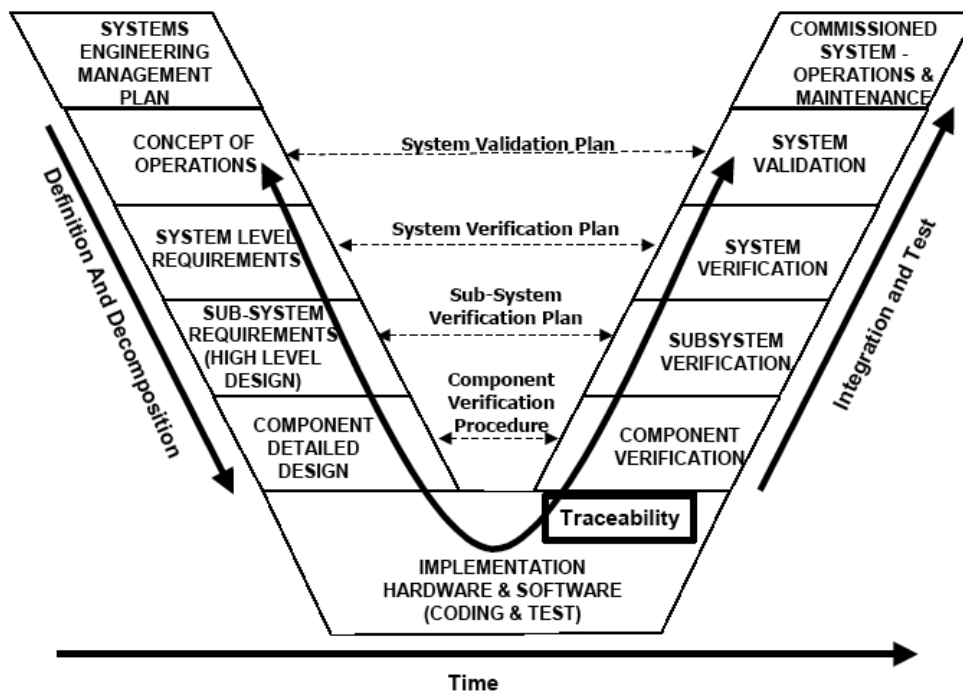 SYSTEMS
ENGINEERING
MANAGEMENT
PLAN
COMMISSIONED
SYSTEM -
OPERATIONS &
MAINTENANCE
CONCEPT OF
OPERATIONS
System Validation Plan
SYSTEM
VALIDATION
SYSTEM LEVEL
REQUIREMENTS
System Verification Plan
SYSTEM
VERIFICATION
SUB-SYSTEM
REQUIREMENTS
(HIGH LEVEL
DESIGN)
Sub-System
Verification Plan
SUBSYSTEM
VERIFICATION
COMPONENT
DETAILED
DESIGN
Component
Verification
Procedure
COMPONENT
VERIFICATION
Definition And Decomposition
Integration and Test
Traceability
IMPLEMENTATION
HARDWARE & SOFTWARE
(CODING & TEST)
Time